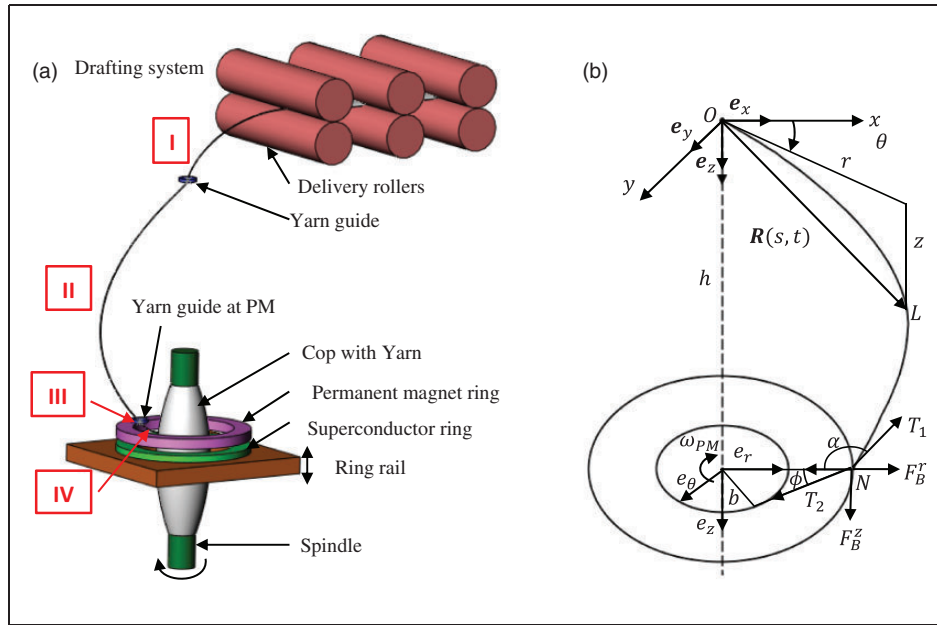 (a)
Drafting system
I
Delivery rollers
Yarn guide
II
Yarn guide at PM
Cop with Yarn
III
Permanent magnet ring
Superconductor ring
Ring rail
IV
Spindle
(b)
O
e_x
x
θ
e_y
r
e_z
y
R(s, t)
z
h
L
T_1
ω_PM
e_r
α
F_B^r
e_θ
b
ϕ
T_2
N
e_z
F_B^z